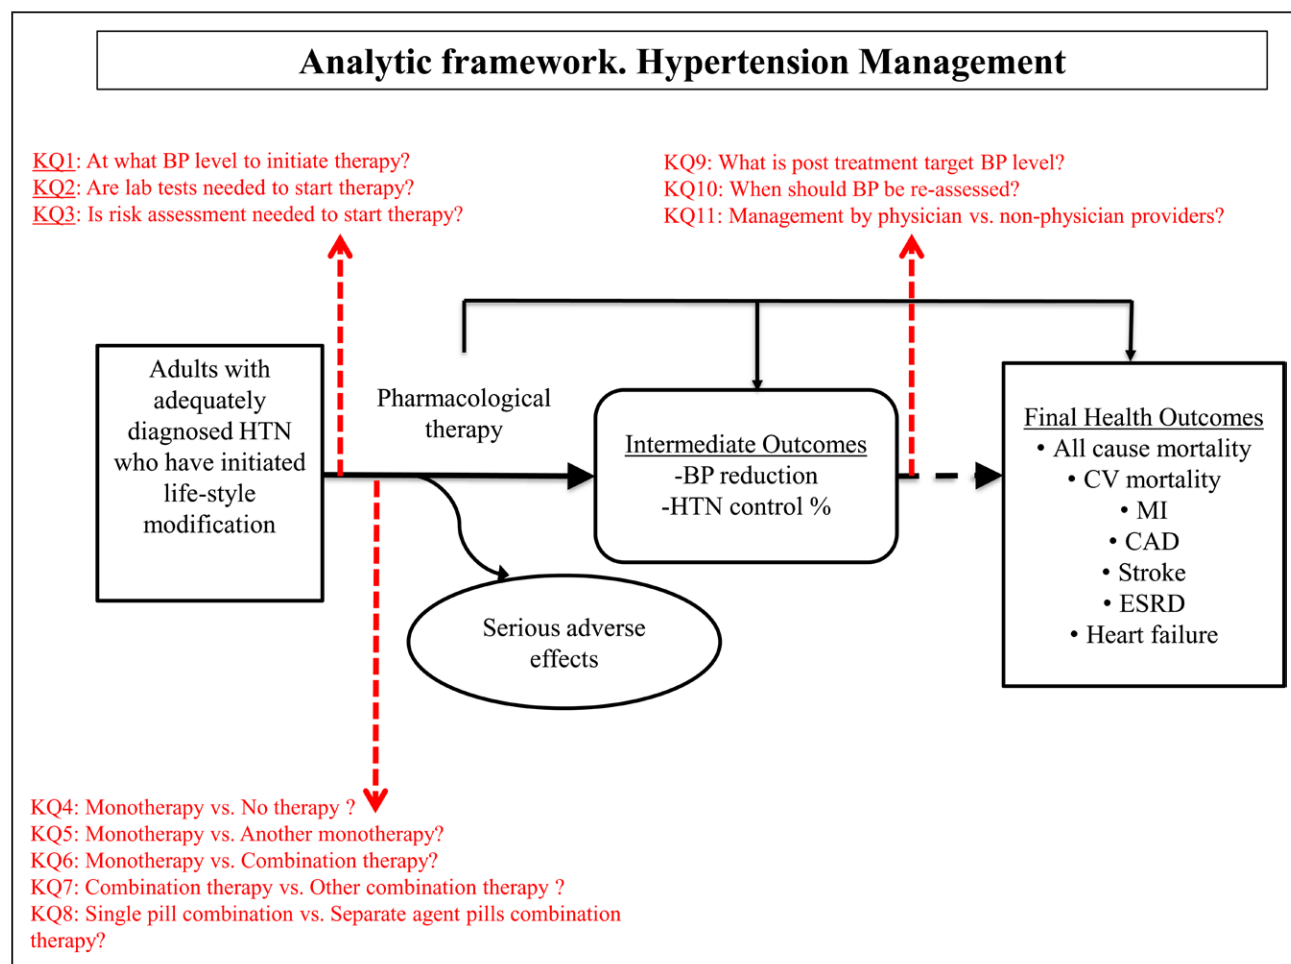 Analytic framework. Hypertension Management
KQ1: At what BP level to initiate therapy?
KQ2: Are lab tests needed to start therapy?
KQ3: Is risk assessment needed to start therapy?
KQ9: What is post treatment target BP level?
KQ10: When should BP be re-assessed?
KQ11: Management by physician vs. non-physician providers?
Adults with
adequately
diagnosed HTN
who have initiated
life-style
modification
Pharmacological
therapy
Intermediate Outcomes
-BP reduction
-HTN control %
Final Health Outcomes
• All cause mortality
• CV mortality
• MI
• CAD
• Stroke
• ESRD
• Heart failure
Serious adverse
effects
KQ4: Monotherapy vs. No therapy ?
KQ5: Monotherapy vs. Another monotherapy?
KQ6: Monotherapy vs. Combination therapy?
KQ7: Combination therapy vs. Other combination therapy ?
KQ8: Single pill combination vs. Separate agent pills combination
therapy?